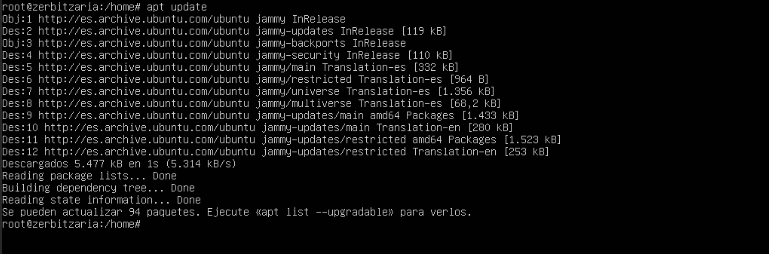 root@zerbitzaria:/home# apt update
Obj:1 http://es.archive.ubuntu.com/ubuntu jammy InRelease
Des:2 http://es.archive.ubuntu.com/ubuntu jammy-updates InRelease [119 kB]
Obj:3 http://es.archive.ubuntu.com/ubuntu jammy-backports InRelease
Des:4 http://es.archive.ubuntu.com/ubuntu jammy-security InRelease [110 kB]
Des:5 http://es.archive.ubuntu.com/ubuntu jammy/main Translation-es [332 kB]
Des:6 http://es.archive.ubuntu.com/ubuntu jammy/restricted Translation-es [964 B]
Des:7 http://es.archive.ubuntu.com/ubuntu jammy/universe Translation-es [1.356 kB]
Des:8 http://es.archive.ubuntu.com/ubuntu jammy/multiverse Translation-es [68,2 kB]
Des:9 http://es.archive.ubuntu.com/ubuntu jammy-updates/main amd64 Packages [1.433 kB]
Des:10 http://es.archive.ubuntu.com/ubuntu jammy-updates/main Translation-en [280 kB]
Des:11 http://es.archive.ubuntu.com/ubuntu jammy-updates/restricted amd64 Packages [1.523 kB]
Des:12 http://es.archive.ubuntu.com/ubuntu jammy-updates/restricted Translation-en [253 kB]
Descargados 5.477 kB en 1s (5.314 kB/s)
Reading package lists... Done
Building dependency tree... Done
Reading state information... Done
Se pueden actualizar 94 paquetes. Ejecute «apt list --upgradable» para verlos.
root@zerbitzaria:/home#